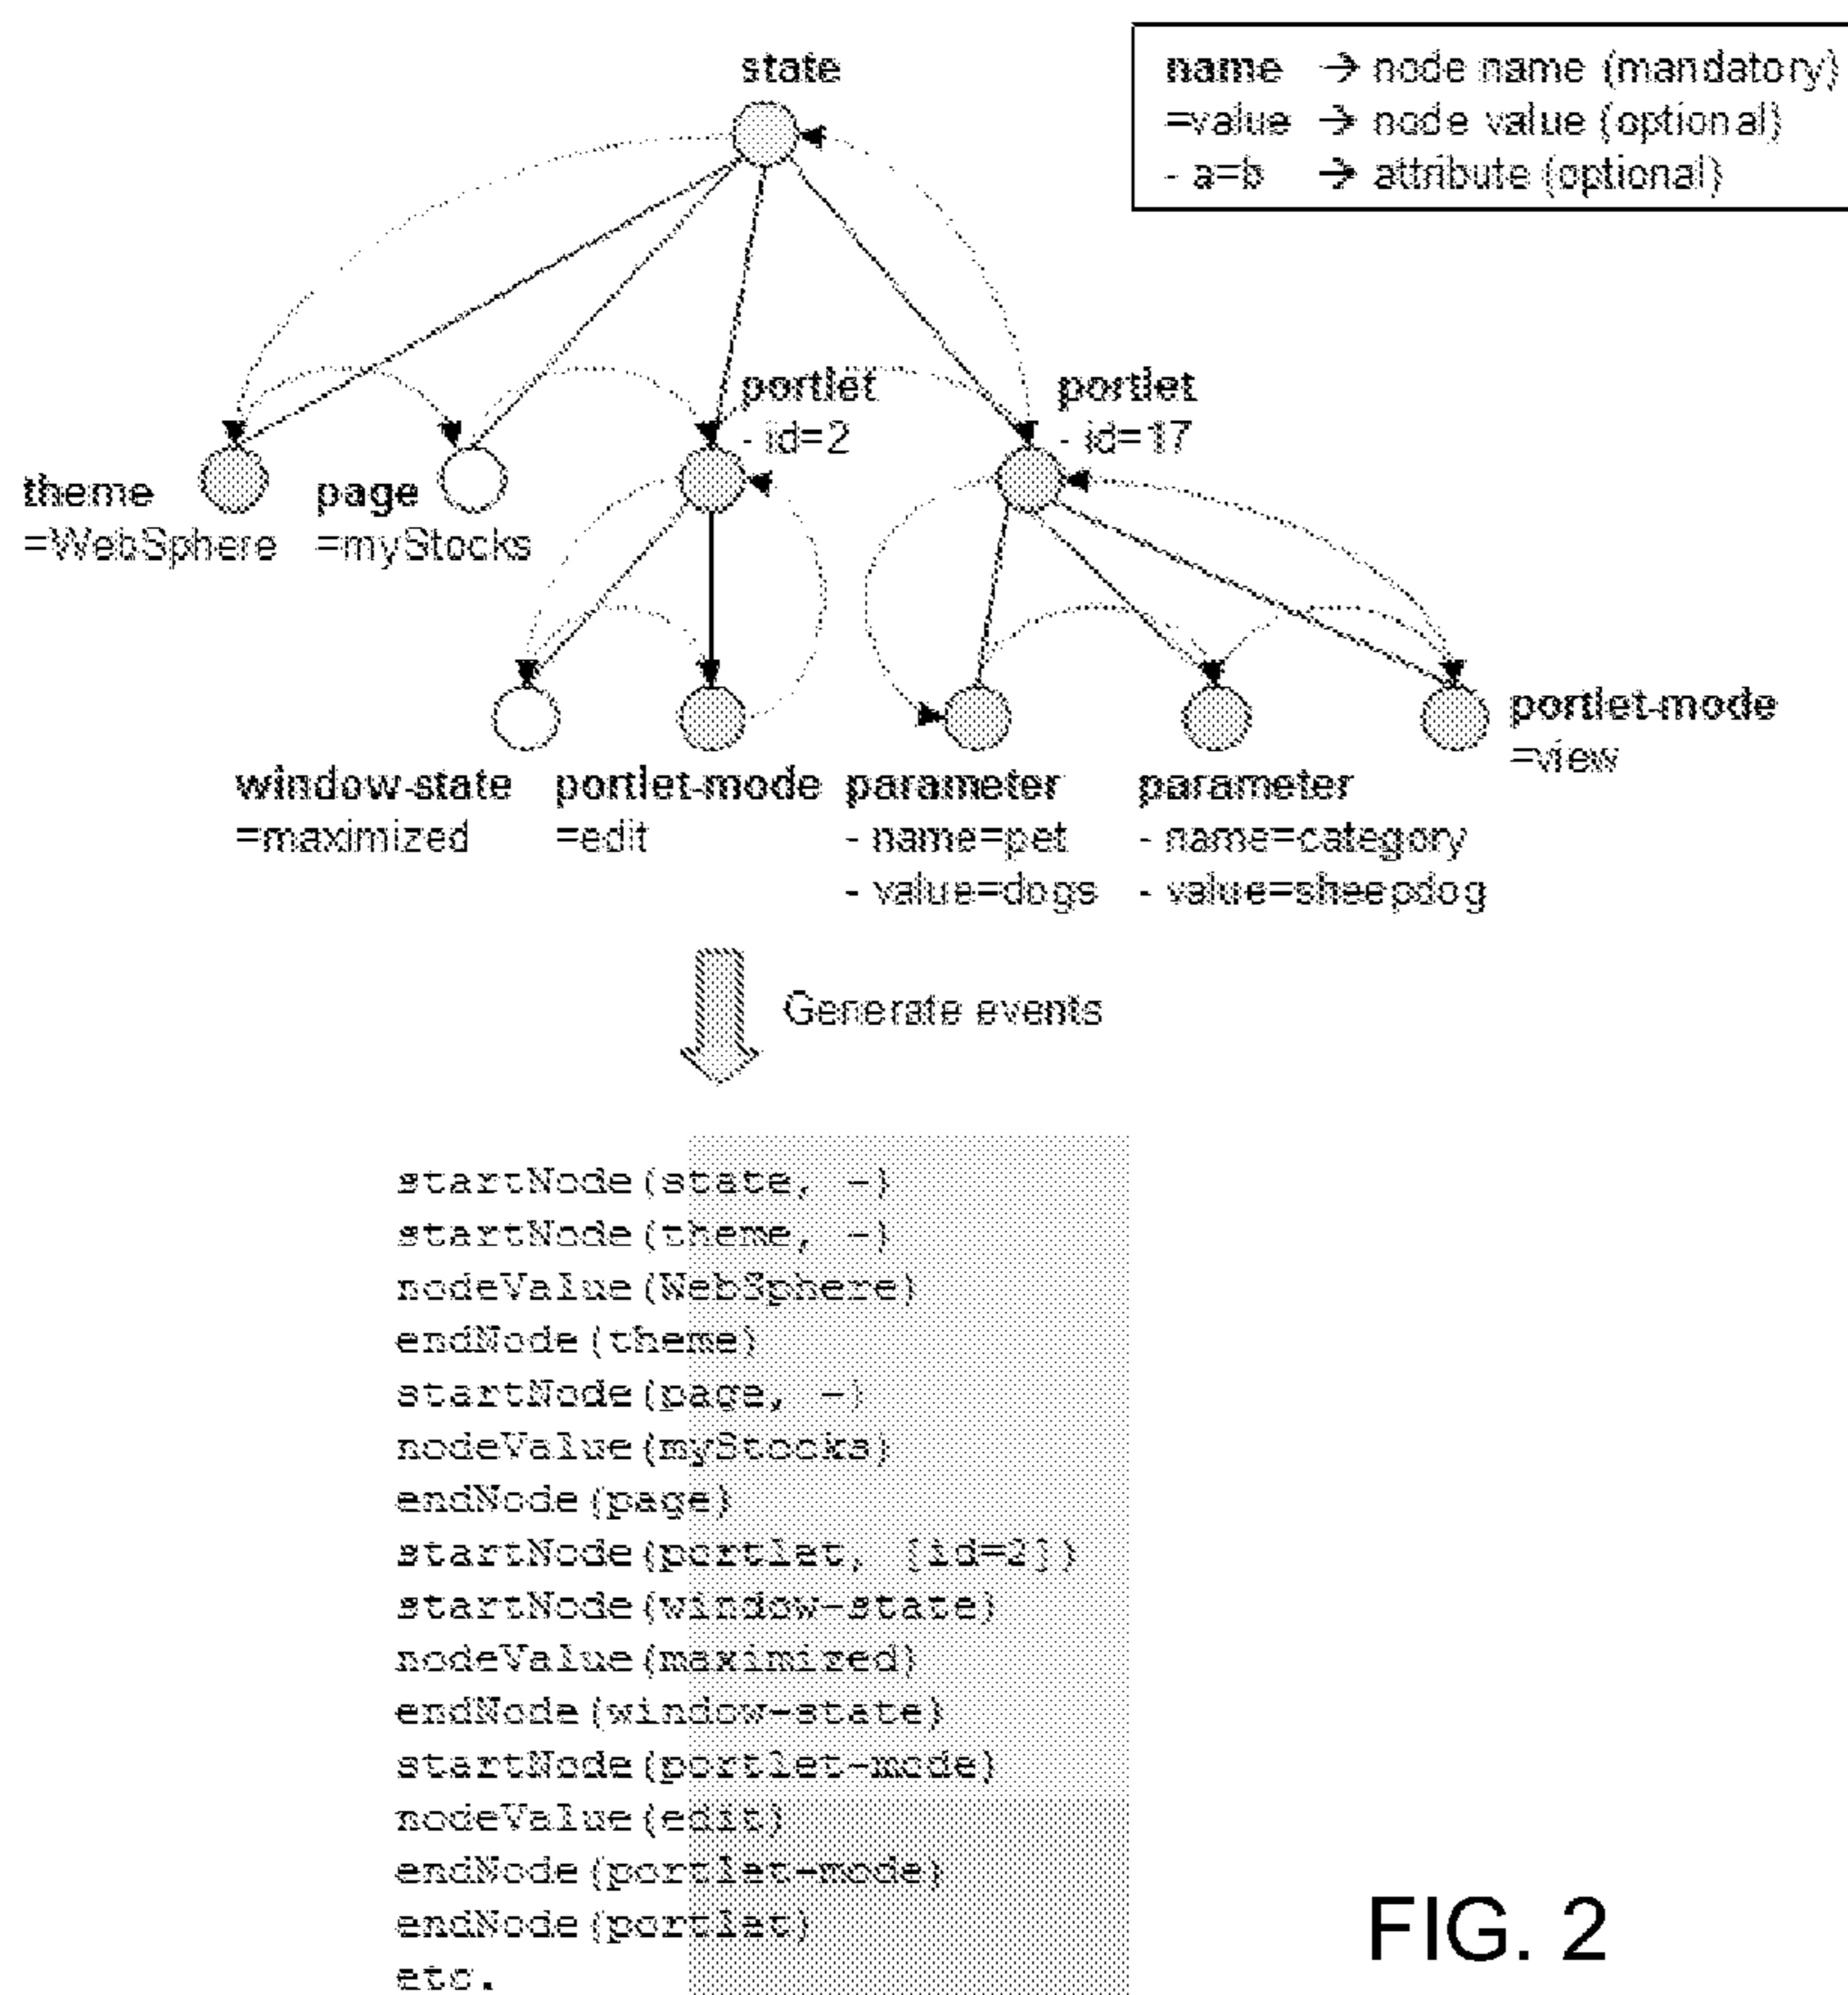 state
name → node name (mandatory)
=value → node value (optional)
- a=b → attribute (optional)
portlet
- id=2
portlet
- id=17
theme
=WebSphere
page
=myStocks
window-state
=maximized
portlet-mode
=edit
parameter
- name=pet
- value=dogs
parameter
- name=category
- value=sheepdog
portlet-mode
=view
Generate events
startNode(state, -)
startNode(theme, -)
nodeValue(WebSphere)
endNode(theme)
startNode(page, -)
nodeValue(myStocks)
endNode(page)
startNode(portlet, [id=2])
startNode(window-state)
nodeValue(maximized)
endNode(window-state)
startNode(portlet-mode)
nodeValue(edit)
endNode(portlet-mode)
endNode(portlet)
etc.
FIG. 2